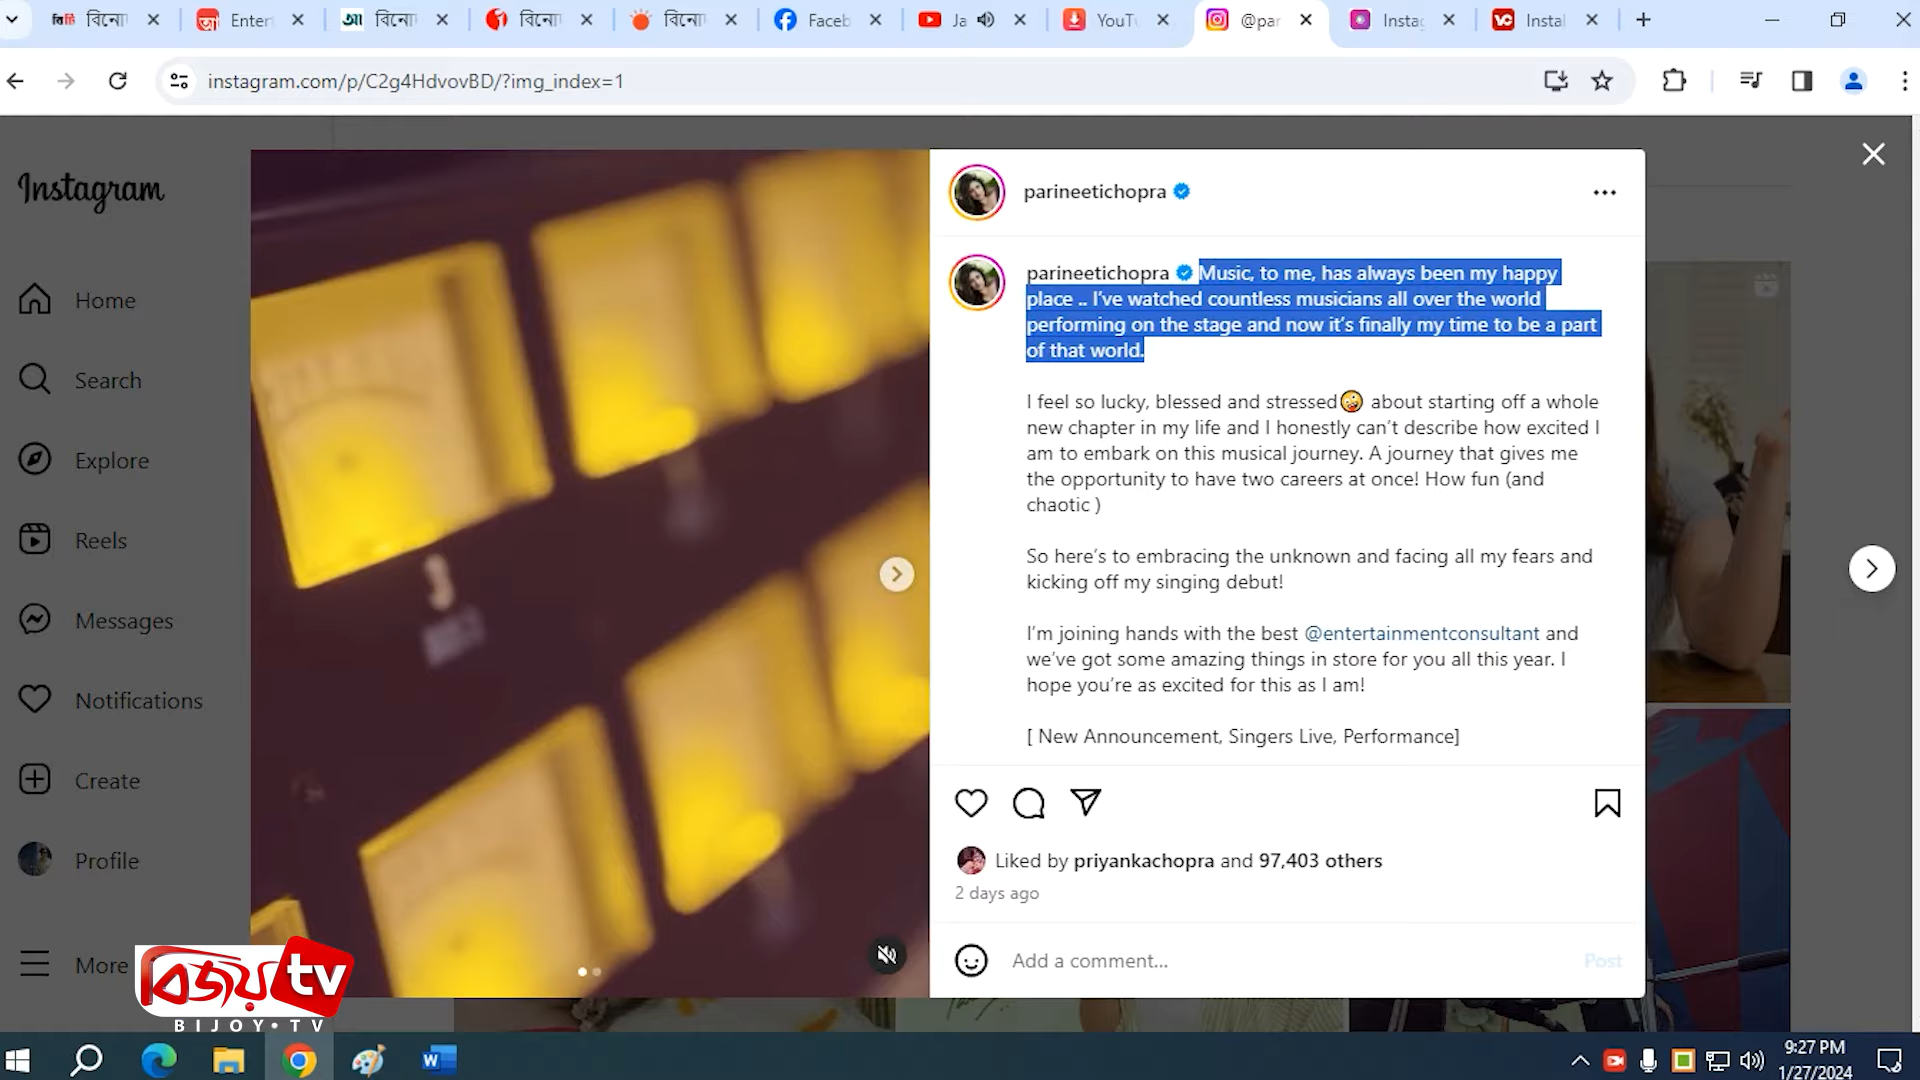 বিনো
Enter
বিনো
বিনো
বিনো
Faceb
Ja
YouTu
@par
Instag
Instal
instagram.com/p/C2g4HdvovBD/?img_index=1
Instagram
Home
Search
Explore
Reels
Messages
Notifications
Create
Profile
More
parineetichopra
parineetichopra Music, to me, has always been my happy
place .. I’ve watched countless musicians all over the world
performing on the stage and now it’s finally my time to be a part
of that world.
I feel so lucky, blessed and stressed🤪 about starting off a whole
new chapter in my life and I honestly can’t describe how excited I
am to embark on this musical journey. A journey that gives me
the opportunity to have two careers at once! How fun (and
chaotic )
So here’s to embracing the unknown and facing all my fears and
kicking off my singing debut!
I’m joining hands with the best @entertainmentconsultant and
we’ve got some amazing things in store for you all this year. I
hope you’re as excited for this as I am!
[ New Announcement, Singers Live, Performance]
Liked by priyankachopra and 97,403 others
2 days ago
Add a comment...
Post
বিজয় tv
BIJOY•TV
9:27 PM
1/27/2024